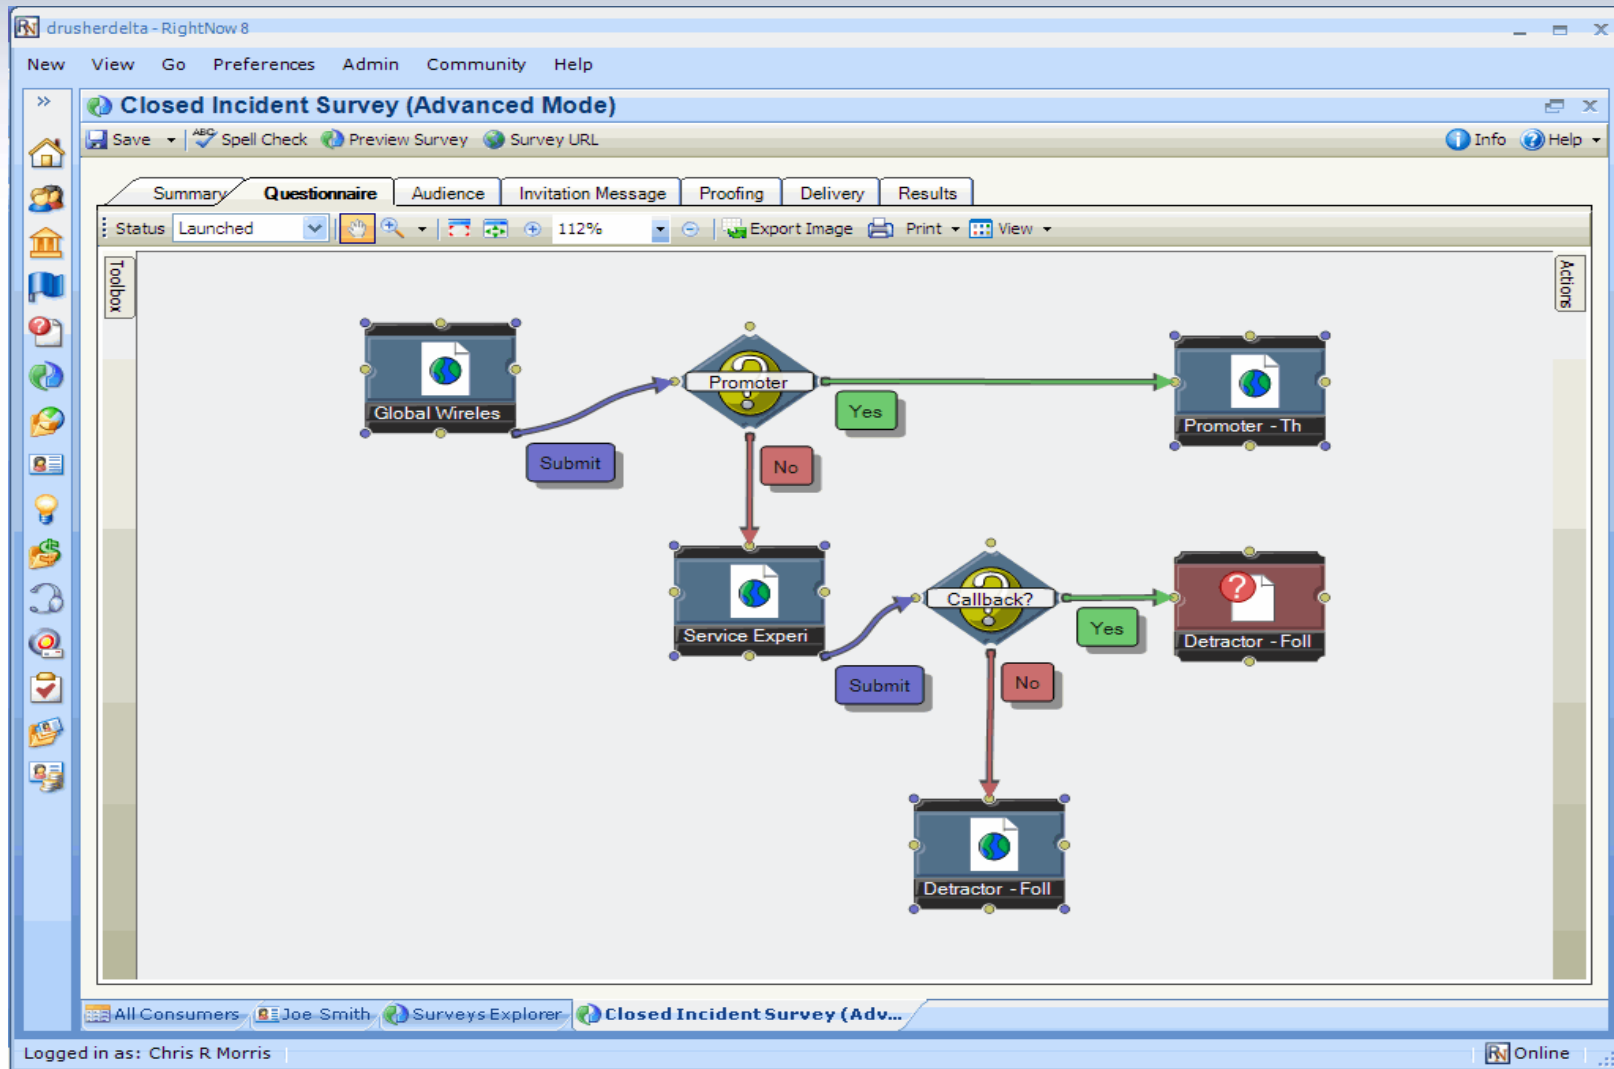 drusherdelta - RightNow 8
New View Go Preferences Admin Community Help
Closed Incident Survey (Advanced Mode)
Save ABC Spell Check Preview Survey Survey URL Info Help
Summary Questionnaire Audience Invitation Message Proofing Delivery Results
Status Launched 112% Export Image Print View
Toolbox
Actions
Global Wireles
Submit
Promoter
Yes
No
Promoter - Th
Service Experi
Submit
Callback?
Yes
No
Detractor - Foll
Detractor - Foll
All Consumers Joe Smith Surveys Explorer Closed Incident Survey (Adv...
Logged in as: Chris R Morris Online